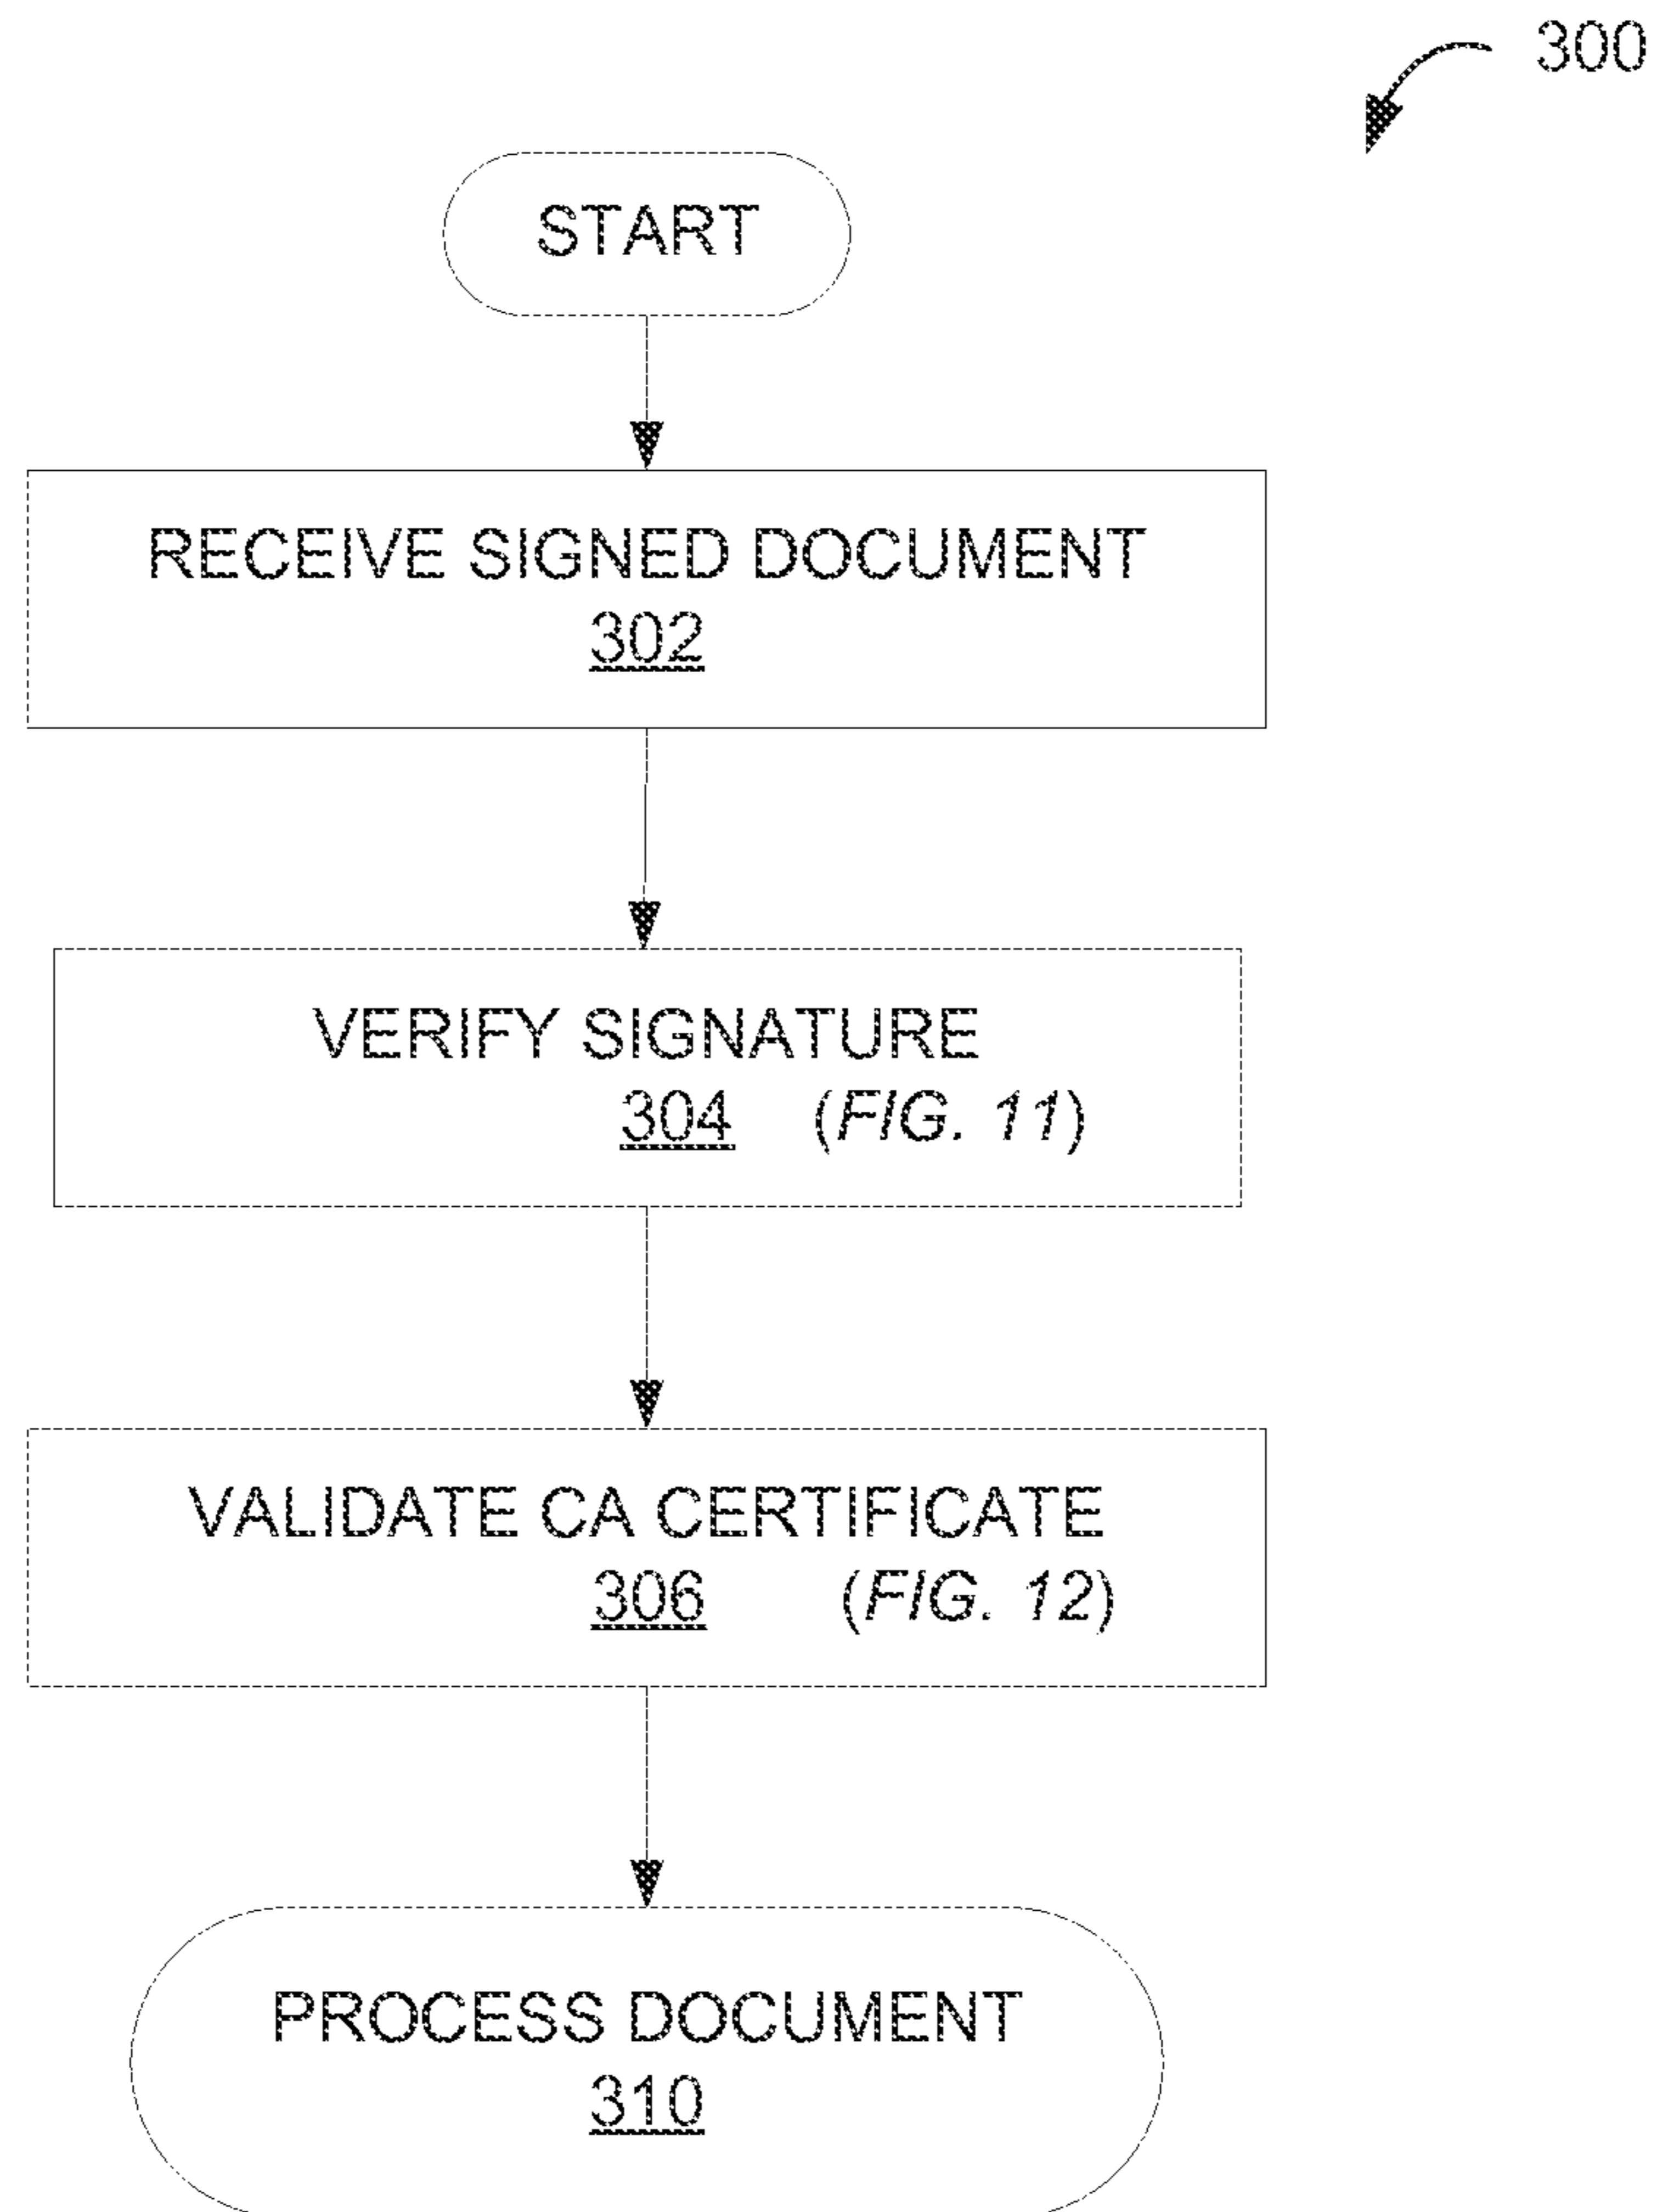 300
START
RECEIVE SIGNED DOCUMENT
302
VERIFY SIGNATURE
304 (FIG. 11)
VALIDATE CA CERTIFICATE
306 (FIG. 12)
PROCESS DOCUMENT
310